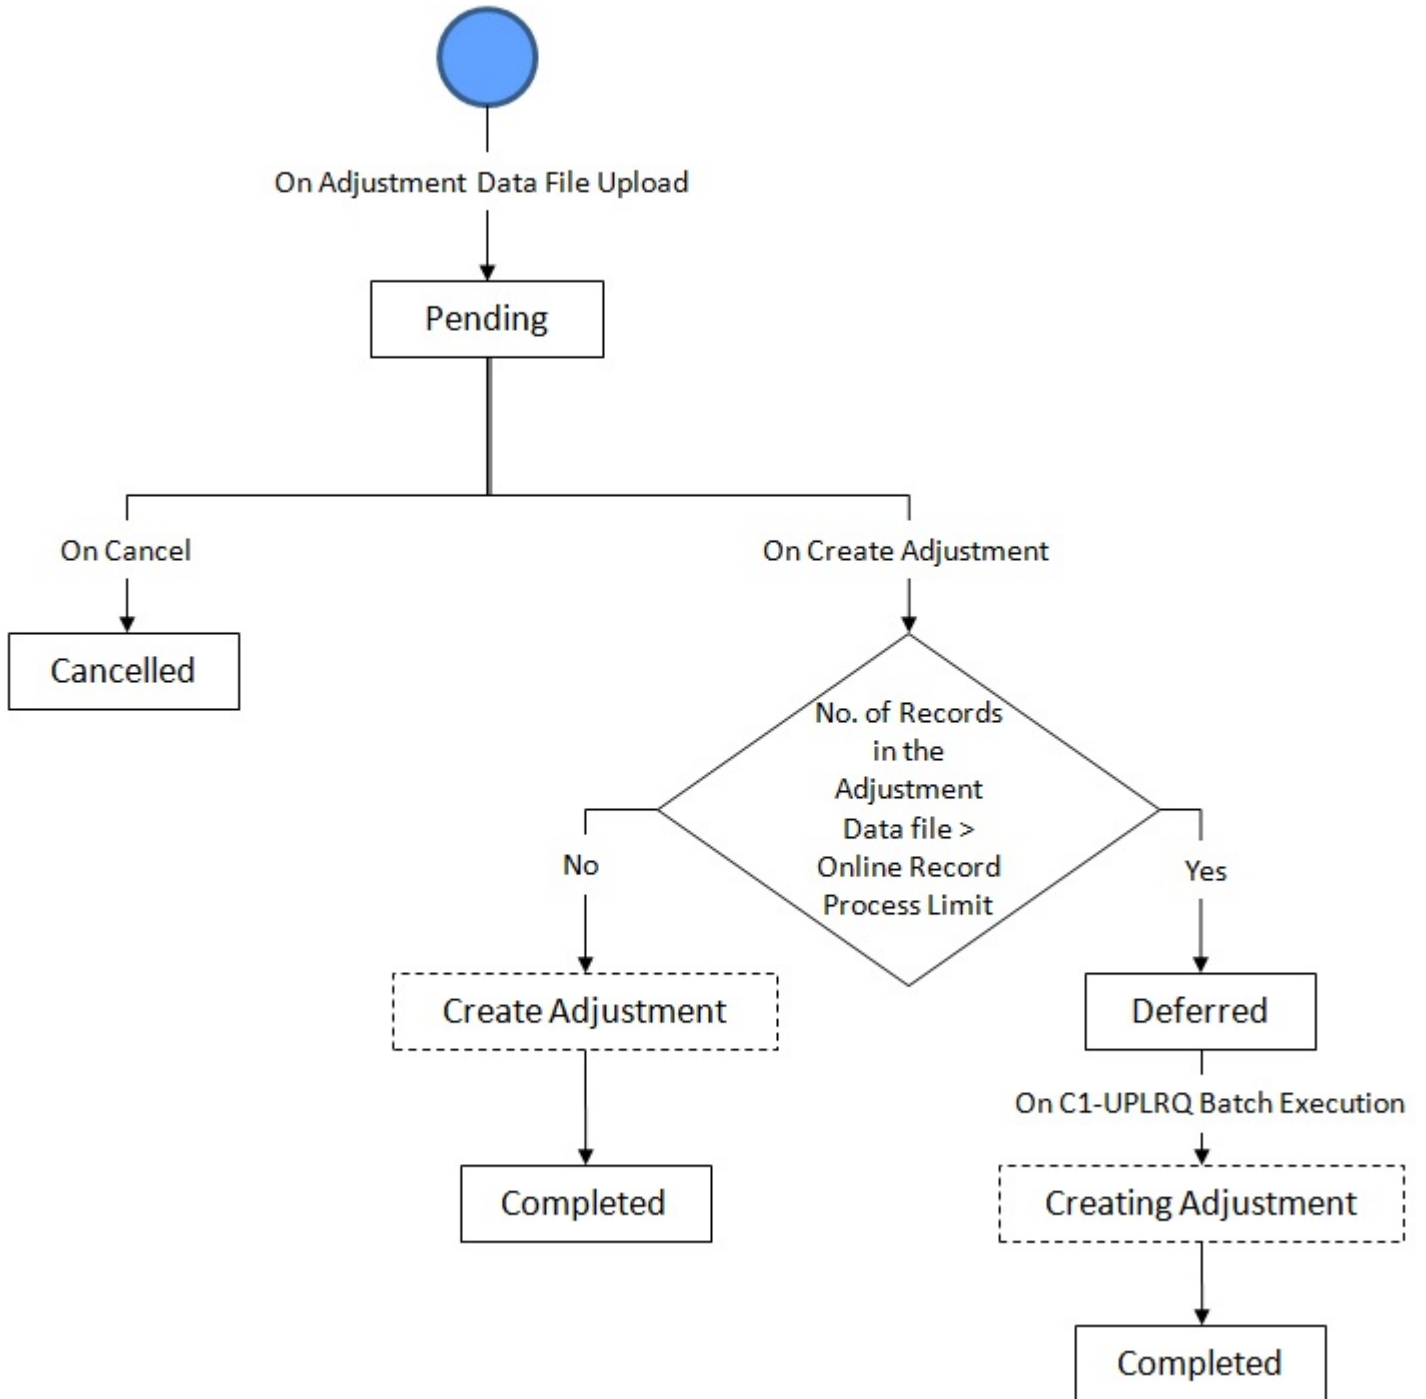 On Adjustment Data File Upload
Pending
On Cancel
On Create Adjustment
Cancelled
No. of Records
in the
Adjustment
Data file >
Online Record
Process Limit
No
Yes
Create Adjustment
Deferred
On C1-UPLRQ Batch Execution
Completed
Creating Adjustment
Completed